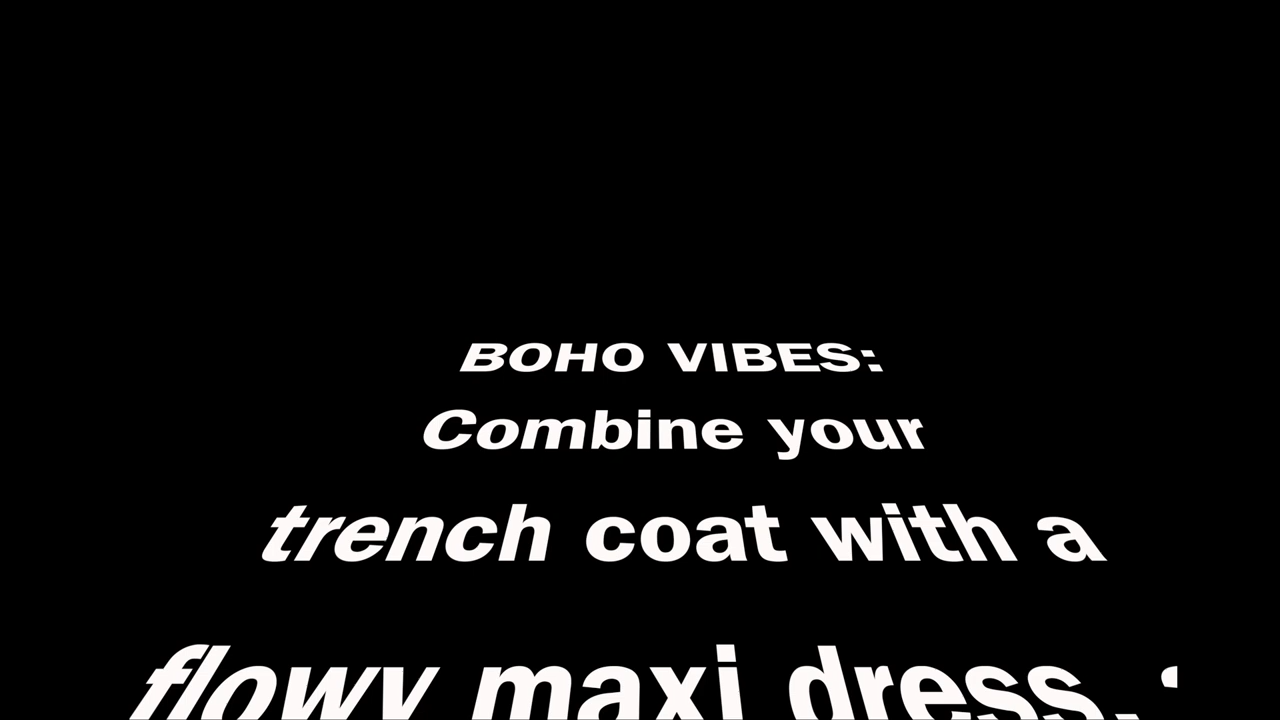 BOHO VIBES:
Combine your
trench coat with a
flowy maxi dress,